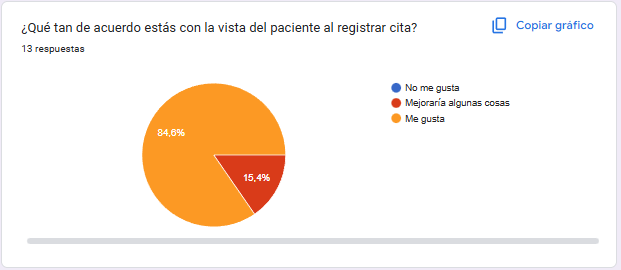 ¿Qué tan de acuerdo estás con la vista del paciente al registrar cita?
Copiar gráfico
13 respuestas
No me gusta
Mejoraría algunas cosas
Me gusta
84,6%
15,4%